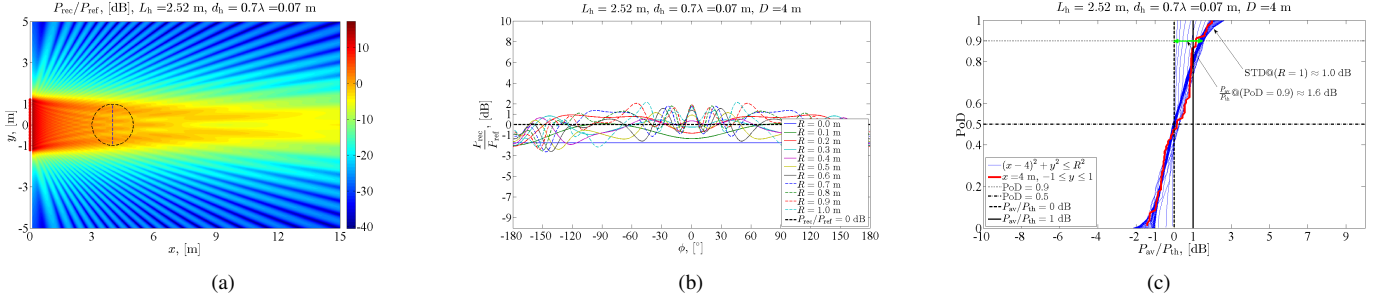 P_rec/P_ref, [dB], L_h =2.52 m, d_h = 0.7λ =0.07 m
5
4
3
2
1
0
-1
-2
-3
-4
-5
y, [m]
0 3 6 9 12 15
x, [m]
10
0
-10
-20
-30
-40
(a)
L_h = 2.52 m, d_h = 0.7λ =0.07 m, D =4 m
10
8
6
4
2
0
-1
-3
-5
-7
-9
P_rec/P_ref, [dB]
-180 -150 -120 -90 -60 -30 0 30 60 90 120 150 180
ϕ, [°]
R = 0.0 m
R = 0.1 m
R = 0.2 m
R = 0.3 m
R = 0.4 m
R = 0.5 m
R = 0.6 m
R = 0.7 m
R = 0.8 m
R = 0.9 m
R = 1.0 m
P_rec/P_ref = 0 dB
(b)
L_h = 2.52 m, d_h = 0.7λ =0.07 m, D =4 m
1
0.9
0.8
0.6
0.5
0.4
0.2
0
PoD
STD@(R = 1) ≈ 1.0 dB
@(PoD = 0.9) ≈ 1.6 dB
(x − 4)² + y² ≤ R²
x =4 m, −1 ≤ y ≤ 1
PoD = 0.9
PoD = 0.5
P_av/P_th = 0 dB
P_av/P_th = 1 dB
-10 -8 -6 -4 -2 -1 0 1 3 5 7 9
P_av/P_th, [dB]
(c)